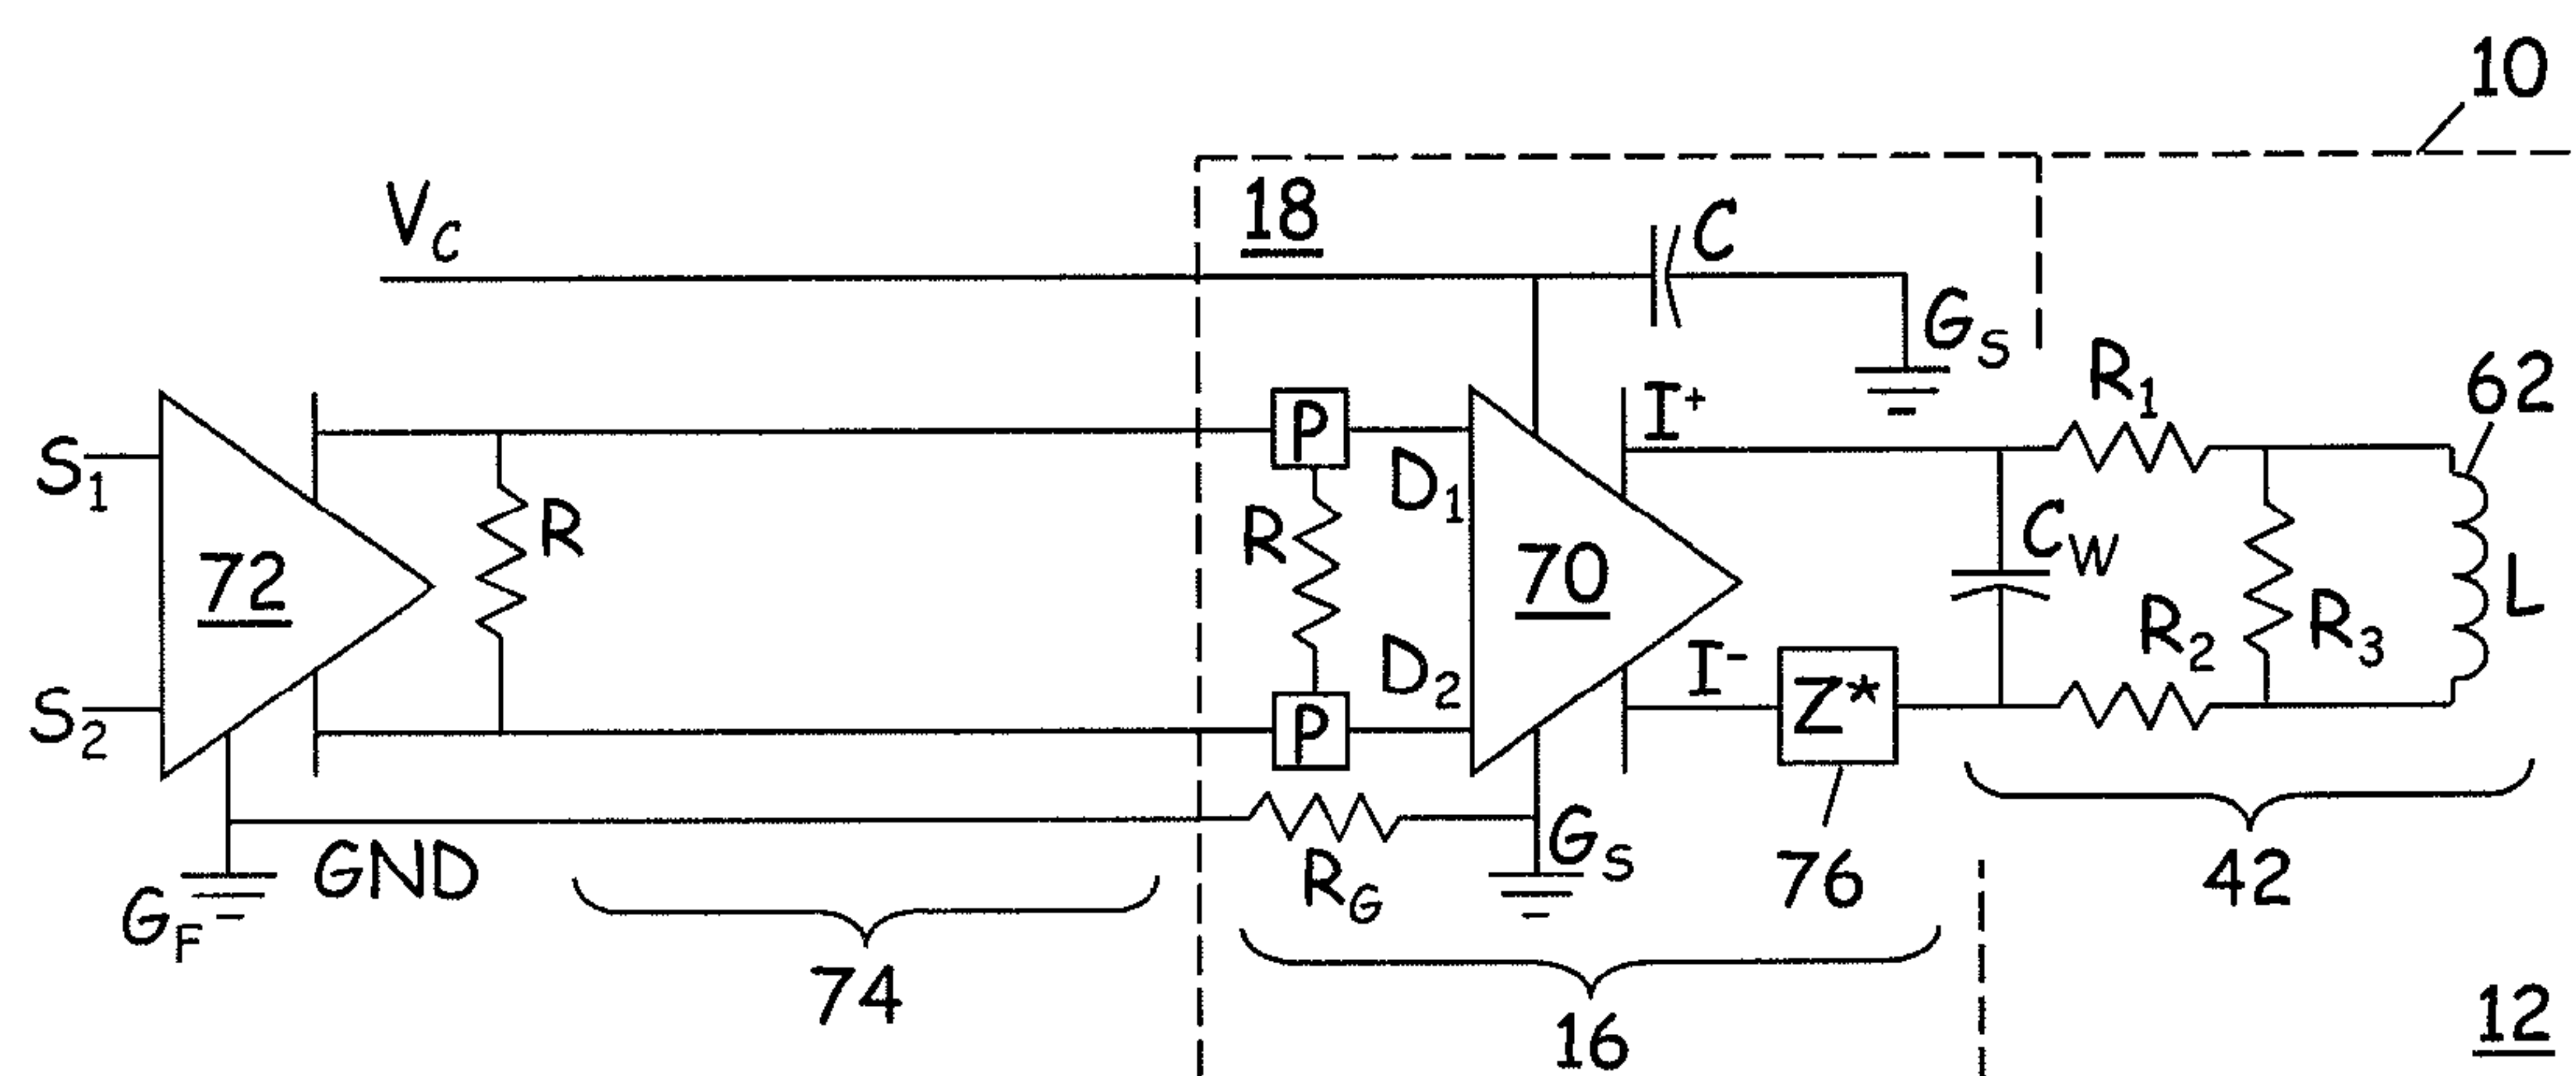 10
V_C
18
C
G_S
R_1
62
I^+
S_1
P
D_1
R
R
72
70
C_W
L
R_3
R_2
D_2
I^-
Z*
S_2
P
GND
G_F
R_G
G_S
76
42
74
16
12